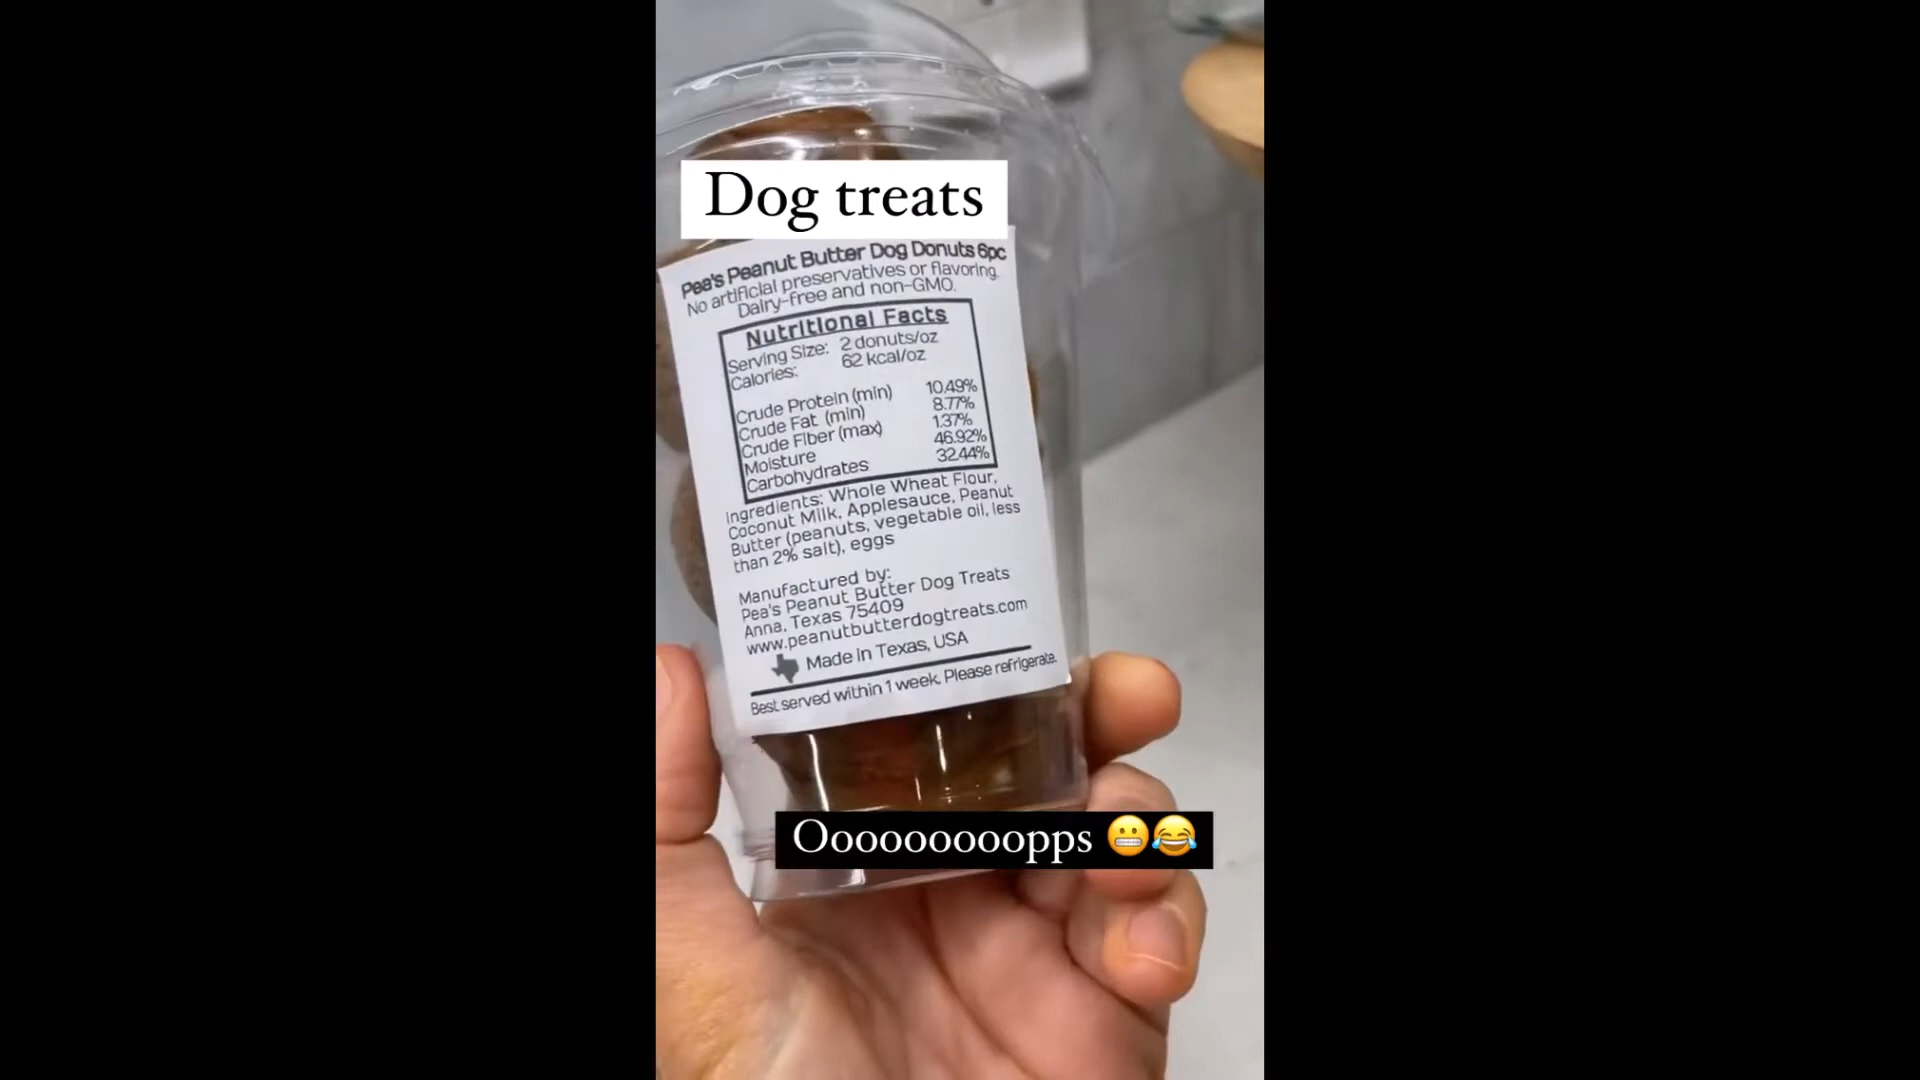 Dog treats
Pea's Peanut Butter Dog Donuts 6pc
No artificial preservatives or flavoring.
Dairy-free and non-GMO.
Nutritional Facts
Serving Size: 2 donuts/oz
Calories: 62 kcal/oz
Crude Protein (min) 10.49%
Crude Fat (min) 8.77%
Crude Fiber (max) 1.37%
Moisture 46.92%
Carbohydrates 32.44%
Ingredients: Whole Wheat Flour,
Coconut Milk, Applesauce, Peanut
Butter (peanuts, vegetable oil, less
than 2% salt), eggs
Manufactured by:
Pea's Peanut Butter Dog Treats
Anna, Texas 75409
www.peanutbutterdogtreats.com
Made in Texas, USA
Best served within 1 week. Please refrigerate.
Oooooooooopps 😬😂